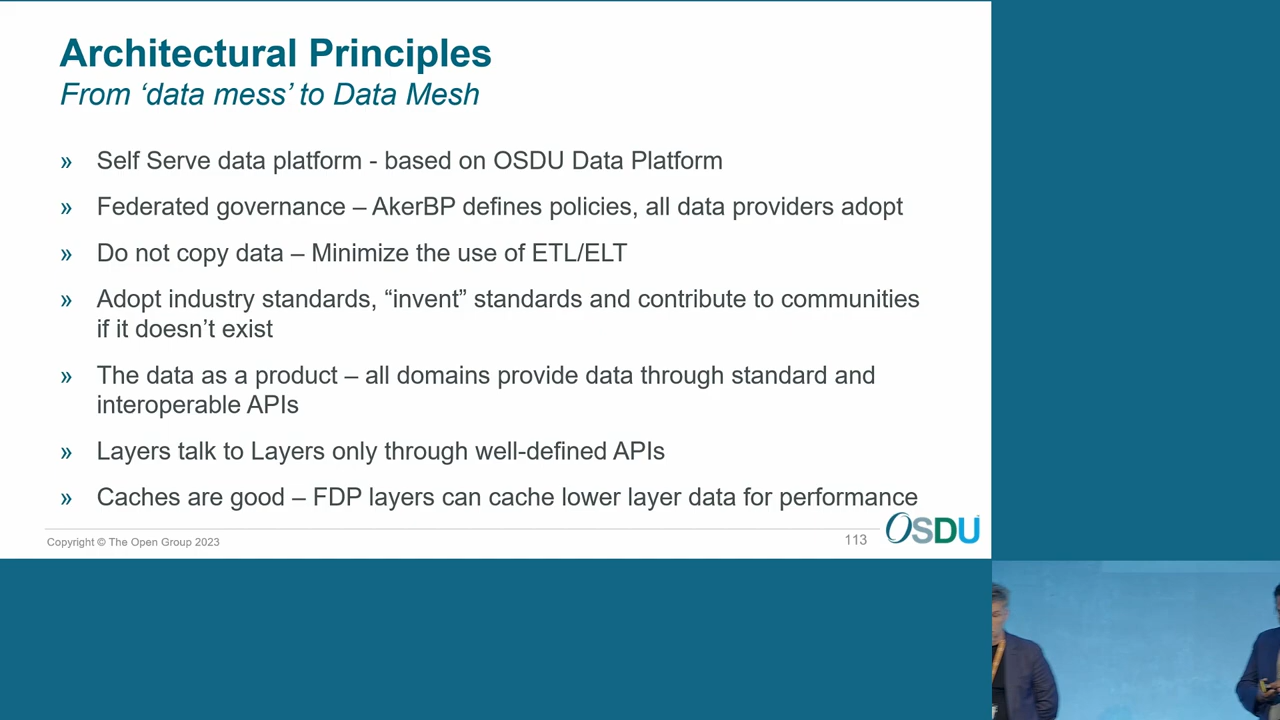 Architectural Principles
From ‘data mess’ to Data Mesh
» Self Serve data platform - based on OSDU Data Platform
» Federated governance – AkerBP defines policies, all data providers adopt
» Do not copy data – Minimize the use of ETL/ELT
» Adopt industry standards, “invent” standards and contribute to communities
if it doesn’t exist
» The data as a product – all domains provide data through standard and
interoperable APIs
» Layers talk to Layers only through well-defined APIs
» Caches are good – FDP layers can cache lower layer data for performance
Copyright © The Open Group 2023
113
OSDU